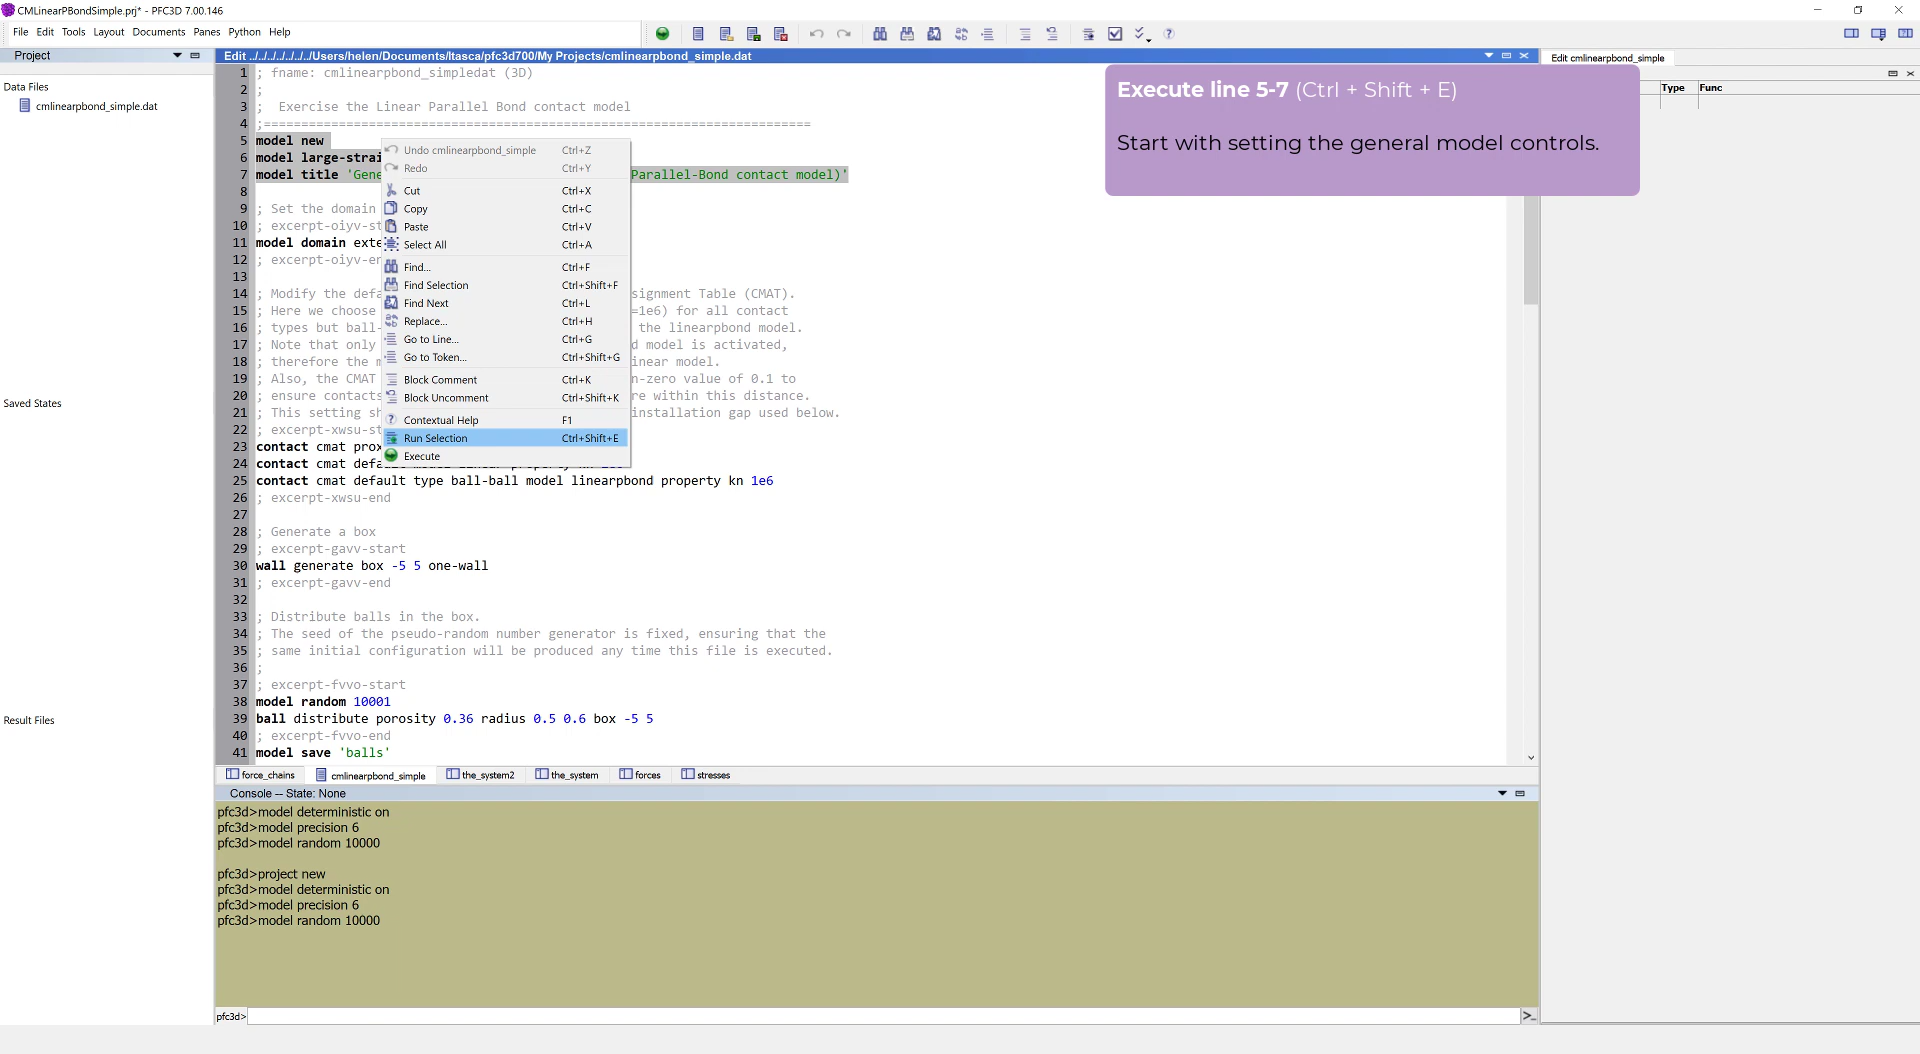 CMLinearPBondSimple.prj* - PFC3D 7.00.146
File Edit Tools Layout Documents Panes Python Help
Project
Data Files
cmlinearpbond_simple.dat
Saved States
Result Files
Edit ../../../../../../Users/helen/Documents/Itasca/pfc3d700/My Projects/cmlinearpbond_simple.dat
1 ; fname: cmlinearpbond_simpledat (3D)
2 ;
3 ;  Exercise the Linear Parallel Bond contact model
4 ;=========================================================================
5 model new
6 model large-strai
7 model title 'Gene Parallel-Bond contact model)'
8
9 ; Set the domain
10 ; excerpt-oiyv-st
11 model domain exte
12 ; excerpt-oiyv-en
13
14 ; Modify the defa signment Table (CMAT).
15 ; Here we choose =1e6) for all contact
16 ; types but ball- the linearpbond model.
17 ; Note that only d model is activated,
18 ; therefore the m inear model.
19 ; Also, the CMAT n-zero value of 0.1 to
20 ; ensure contacts re within this distance.
21 ; This setting sh installation gap used below.
22 ; excerpt-xwsu-st
23 contact cmat prox
24 contact cmat defa
25 contact cmat default type ball-ball model linearpbond property kn 1e6
26 ; excerpt-xwsu-end
27
28 ; Generate a box
29 ; excerpt-gavv-start
30 wall generate box -5 5 one-wall
31 ; excerpt-gavv-end
32
33 ; Distribute balls in the box.
34 ; The seed of the pseudo-random number generator is fixed, ensuring that the
35 ; same initial configuration will be produced any time this file is executed.
36 ;
37 ; excerpt-fvvo-start
38 model random 10001
39 ball distribute porosity 0.36 radius 0.5 0.6 box -5 5
40 ; excerpt-fvvo-end
41 model save 'balls'
Undo cmlinearpbond_simple Ctrl+Z
Redo Ctrl+Y
Cut Ctrl+X
Copy Ctrl+C
Paste Ctrl+V
Select All Ctrl+A
Find... Ctrl+F
Find Selection Ctrl+Shift+F
Find Next Ctrl+L
Replace... Ctrl+H
Go to Line... Ctrl+G
Go to Token... Ctrl+Shift+G
Block Comment Ctrl+K
Block Uncomment Ctrl+Shift+K
Contextual Help F1
Run Selection Ctrl+Shift+E
Execute
force_chains cmlinearpbond_simple the_system2 the_system forces stresses
Console -- State: None
pfc3d>model deterministic on
pfc3d>model precision 6
pfc3d>model random 10000
pfc3d>project new
pfc3d>model deterministic on
pfc3d>model precision 6
pfc3d>model random 10000
pfc3d>
Edit cmlinearpbond_simple
Type Func
Execute line 5-7 (Ctrl + Shift + E)
Start with setting the general model controls.